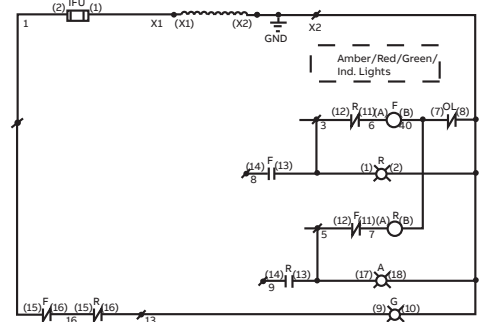 1FU
(2) (1)
1 X1 (X1) (X2) X2
GND
Amber/Red/Green/
Ind. Lights
(12) R (11) (A) F (B) (7) OL (8)
3 6 40
(14) F (13) (1) R (2)
8
(12) F (11) (A) R (B)
5 7
(14) R (13) (17) A (18)
9
(15) F (16) (15) R (16) (9) G (10)
16 13